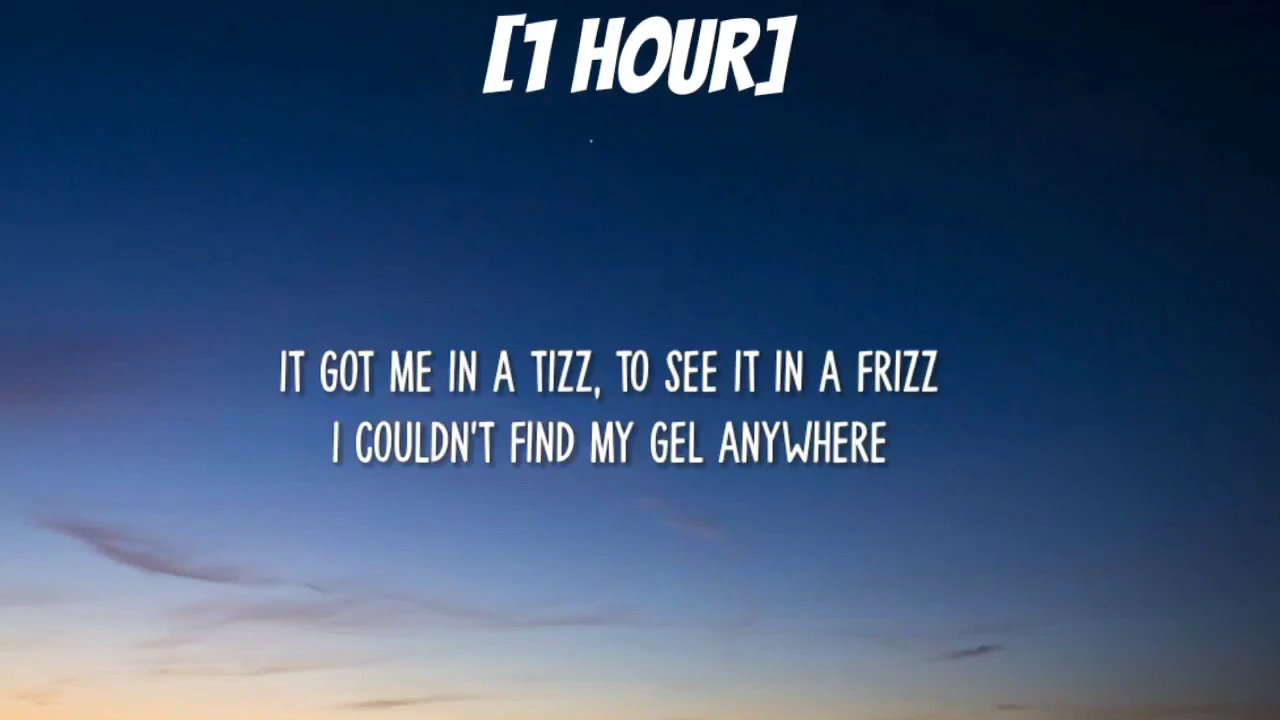 [1 HOUR]
IT GOT ME IN A TIZZ, TO SEE IT IN A FRIZZ
I COULDN'T FIND MY GEL ANYWHERE